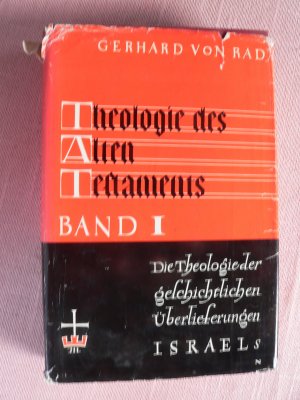 GERHARD VON RAD
Theologie des
Alten
Testaments
BAND I
Die Theologie der
geschichtlichen
Überlieferungen
ISRAELS